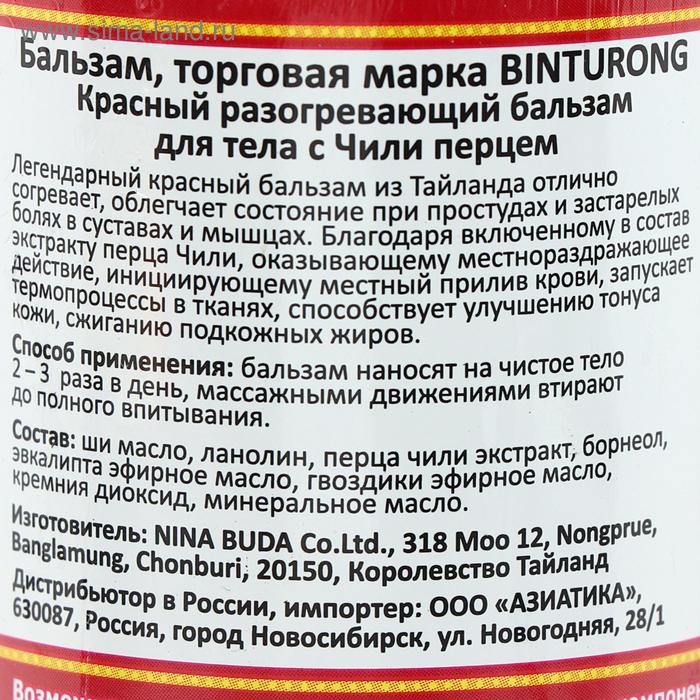 www.sima-land.ru
Бальзам, торговая марка BINTURONG
Красный разогревающий бальзам
для тела с Чили перцем
Легендарный красный бальзам из Тайланда отлично
согревает, облегчает состояние при простудах и застарелых
болях в суставах и мышцах. Благодаря включенному в состав
экстракту перца Чили, оказывающему местнораздражающее
действие, инициирующему местный прилив крови, запускает
термопроцессы в тканях, способствует улучшению тонуса
кожи, сжиганию подкожных жиров.
Способ применения: бальзам наносят на чистое тело
2–3 раза в день, массажными движениями втирают
до полного впитывания.
Состав: ши масло, ланолин, перца чили экстракт, борнеол,
эвкалипта эфирное масло, гвоздики эфирное масло,
кремния диоксид, минеральное масло.
Изготовитель: NINA BUDA Co.Ltd., 318 Moo 12, Nongprue,
Banglamung, Chonburi, 20150, Королевство Тайланд
Дистрибьютор в России, импортер: ООО «АЗИАТИКА»,
630087, Россия, город Новосибирск, ул. Новогодняя, 28/1